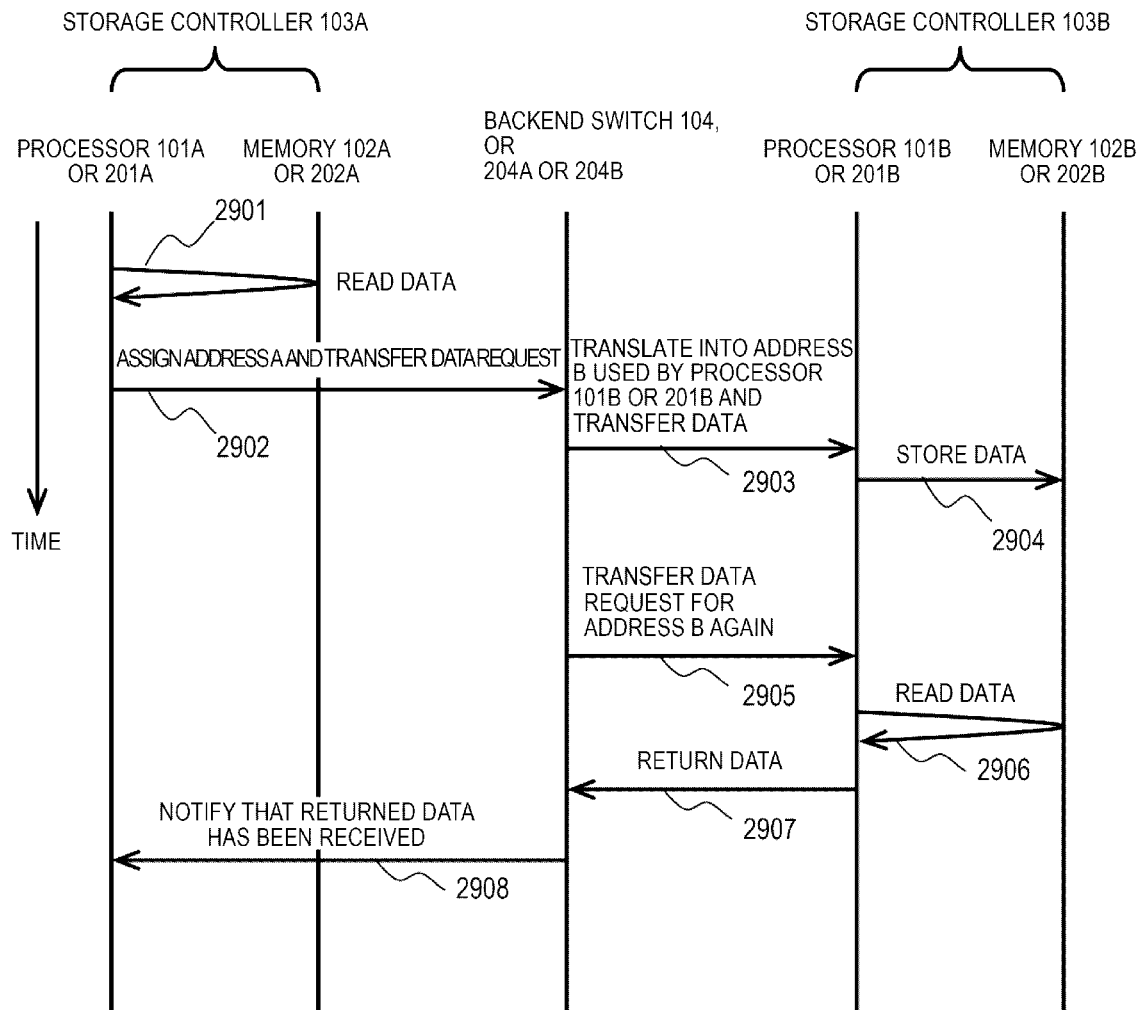 STORAGE CONTROLLER 103A
STORAGE CONTROLLER 103B
PROCESSOR 101A
OR 201A
MEMORY 102A
OR 202A
BACKEND SWITCH 104,
OR
204A OR 204B
PROCESSOR 101B
OR 201B
MEMORY 102B
OR 202B
2901
READ DATA
ASSIGN ADDRESS A AND TRANSFER DATA REQUEST
2902
TRANSLATE INTO ADDRESS
B USED BY PROCESSOR
101B OR 201B AND
TRANSFER DATA
2903
STORE DATA
2904
TIME
TRANSFER DATA
REQUEST FOR
ADDRESS B AGAIN
2905
READ DATA
2906
RETURN DATA
2907
NOTIFY THAT RETURNED DATA
HAS BEEN RECEIVED
2908